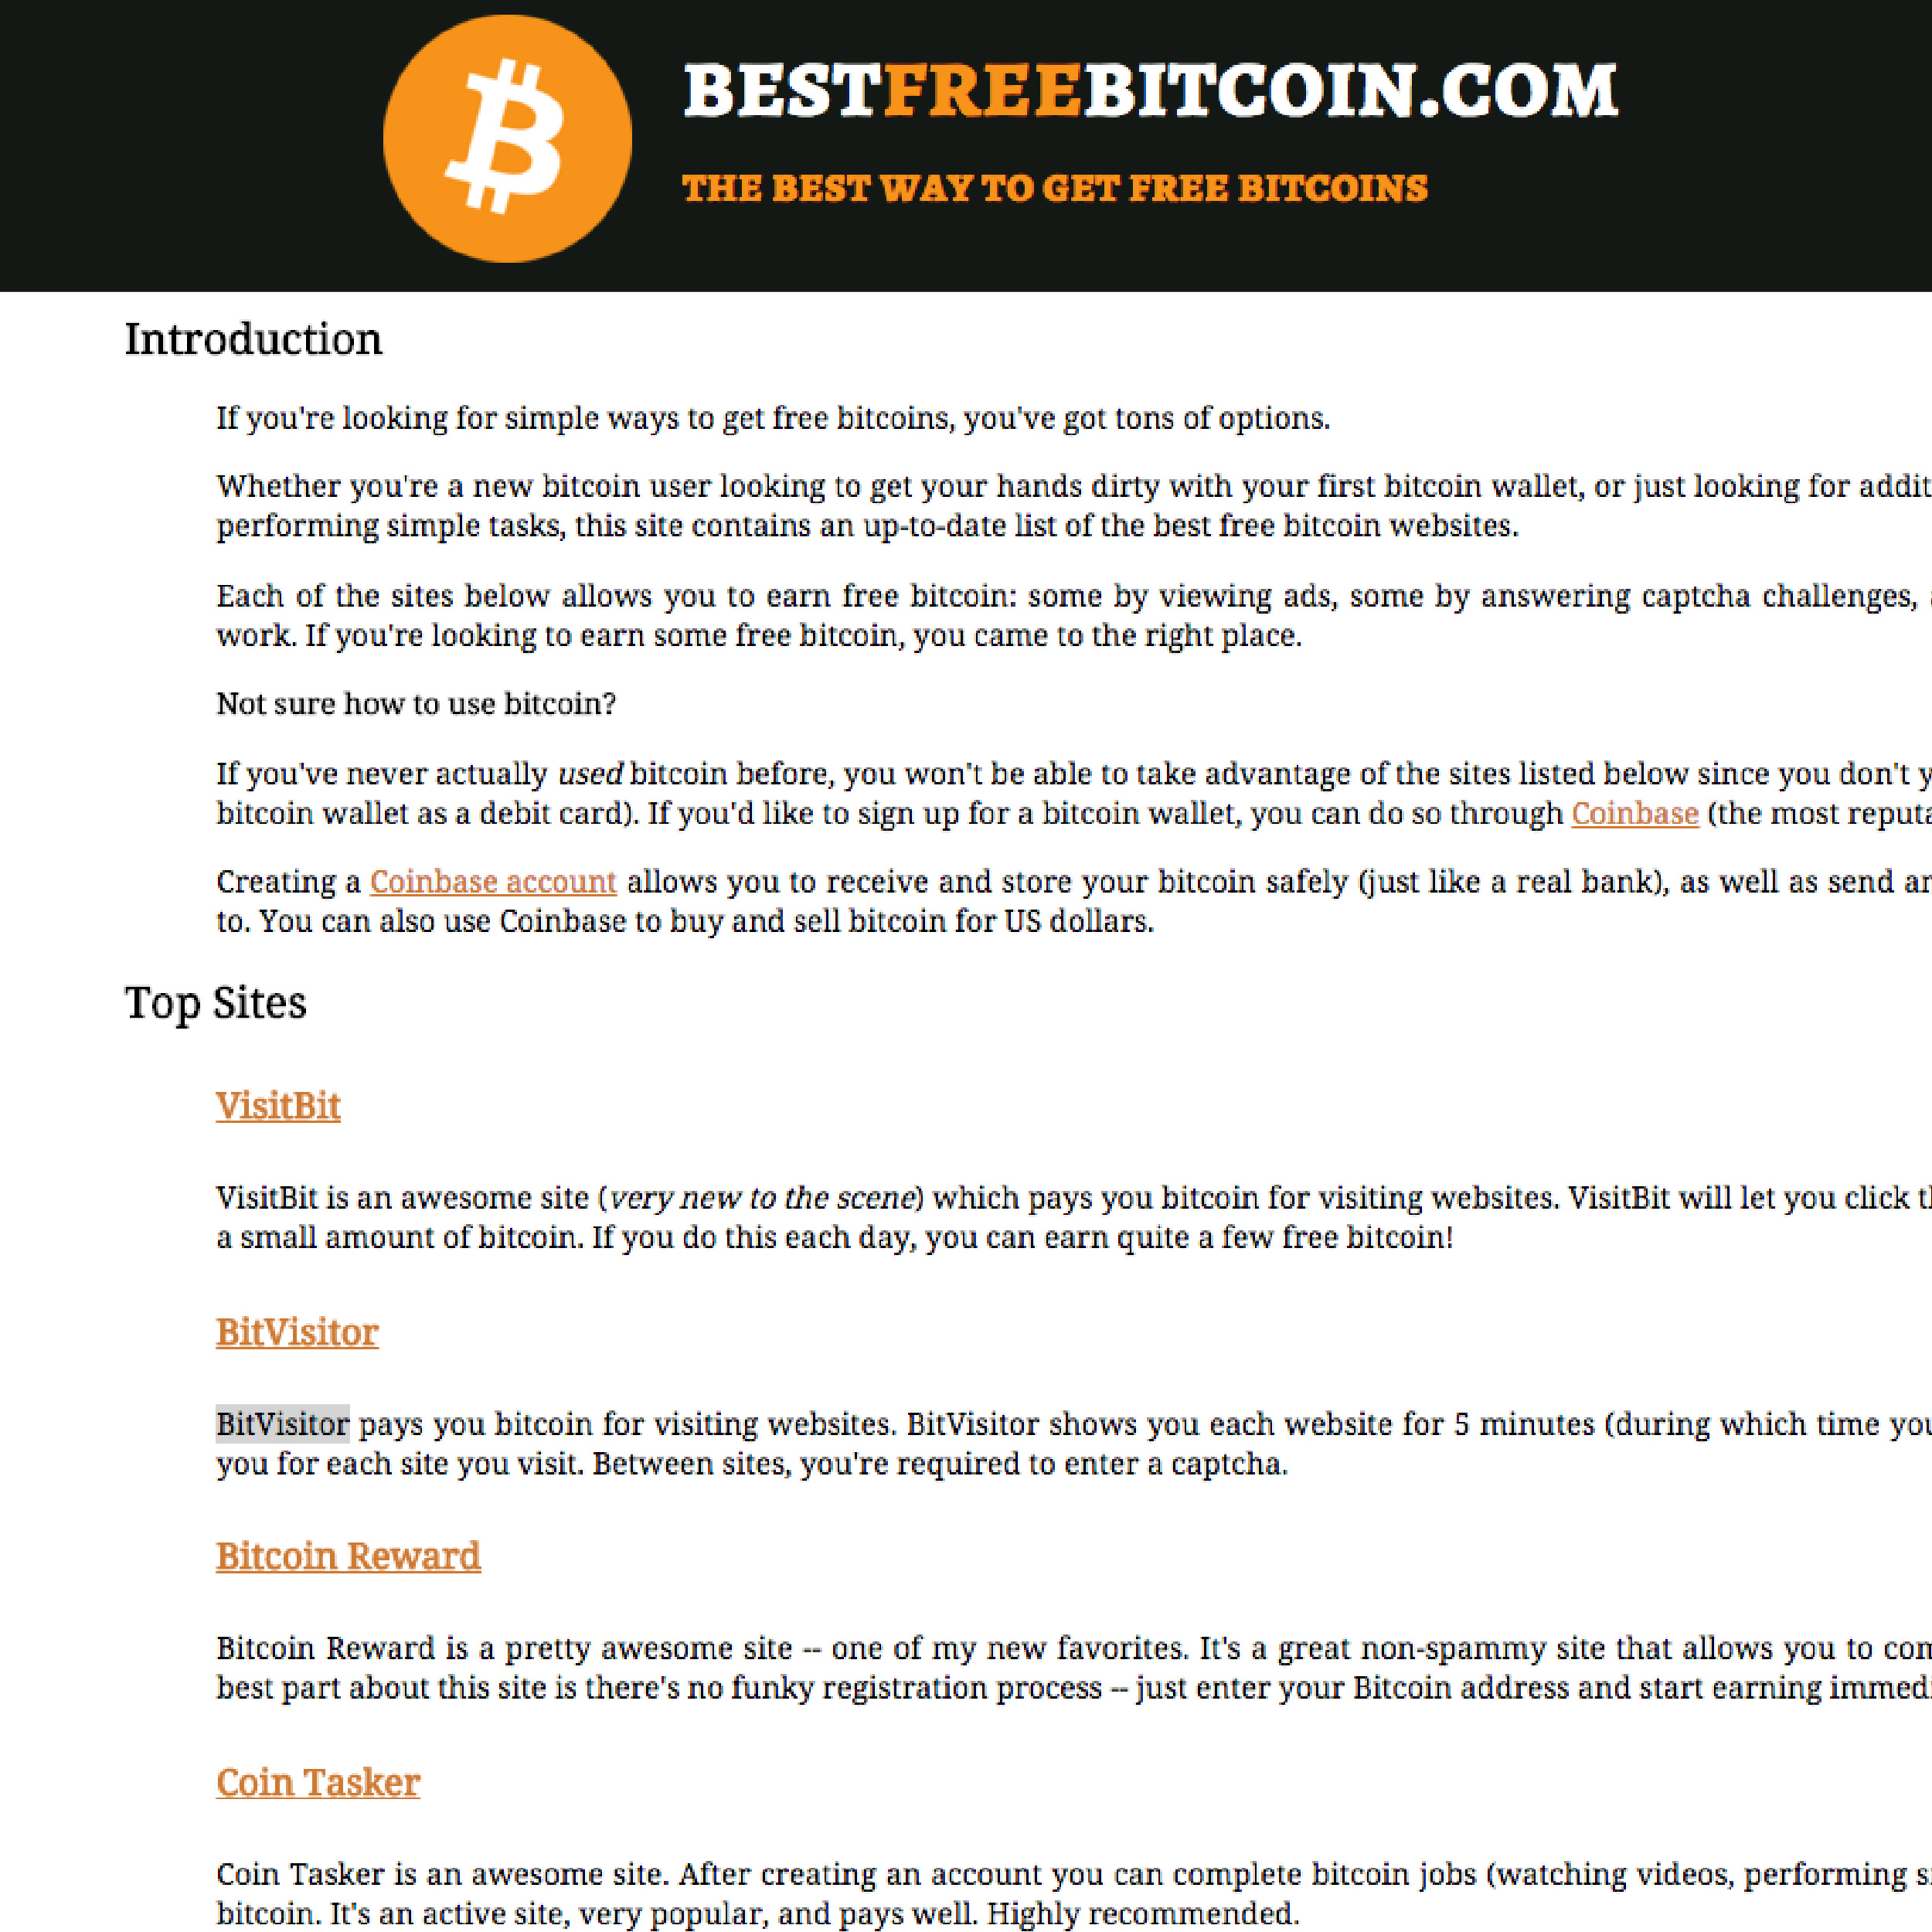 BESTFREEBITCOIN.COM
THE BEST WAY TO GET FREE BITCOINS
Introduction
If you're looking for simple ways to get free bitcoins, you've got tons of options.
Whether you're a new bitcoin user looking to get your hands dirty with your first bitcoin wallet, or just looking for
performing simple tasks, this site contains an up-to-date list of the best free bitcoin websites.
Each of the sites below allows you to earn free bitcoin: some by viewing ads, some by answering captcha challenges,
work. If you're looking to earn some free bitcoin, you came to the right place.
Not sure how to use bitcoin?
If you've never actually used bitcoin before, you won't be able to take advantage of the sites listed below since you don't
bitcoin wallet as a debit card). If you'd like to sign up for a bitcoin wallet, you can do so through Coinbase (the most
Creating a Coinbase account allows you to receive and store your bitcoin safely (just like a real bank), as well as send
to. You can also use Coinbase to buy and sell bitcoin for US dollars.
Top Sites
VisitBit
VisitBit is an awesome site (very new to the scene) which pays you bitcoin for visiting websites. VisitBit will let you click
a small amount of bitcoin. If you do this each day, you can earn quite a few free bitcoin!
BitVisitor
BitVisitor pays you bitcoin for visiting websites. BitVisitor shows you each website for 5 minutes (during which time you
you for each site you visit. Between sites, you're required to enter a captcha.
Bitcoin Reward
Bitcoin Reward is a pretty awesome site -- one of my new favorites. It's a great non-spammy site that allows you to
best part about this site is there's no funky registration process -- just enter your Bitcoin address and start earning
Coin Tasker
Coin Tasker is an awesome site. After creating an account you can complete bitcoin jobs (watching videos, performing
bitcoin. It's an active site, very popular, and pays well. Highly recommended.